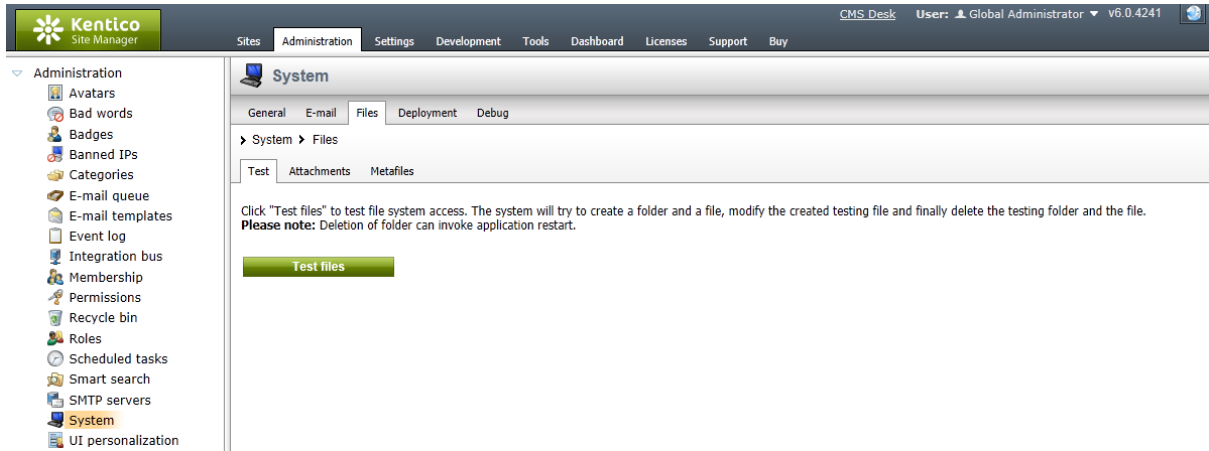 Kentico
Site Manager
CMS Desk User: Global Administrator v6.0.4241
Sites Administration Settings Development Tools Dashboard Licenses Support Buy
Administration
Avatars
Bad words
Badges
Banned IPs
Categories
E-mail queue
E-mail templates
Event log
Integration bus
Membership
Permissions
Recycle bin
Roles
Scheduled tasks
Smart search
SMTP servers
System
UI personalization
System
General E-mail Files Deployment Debug
System > Files
Test Attachments Metafiles
Click "Test files" to test file system access. The system will try to create a folder and a file, modify the created testing file and finally delete the testing folder and the file.
Please note: Deletion of folder can invoke application restart.
Test files